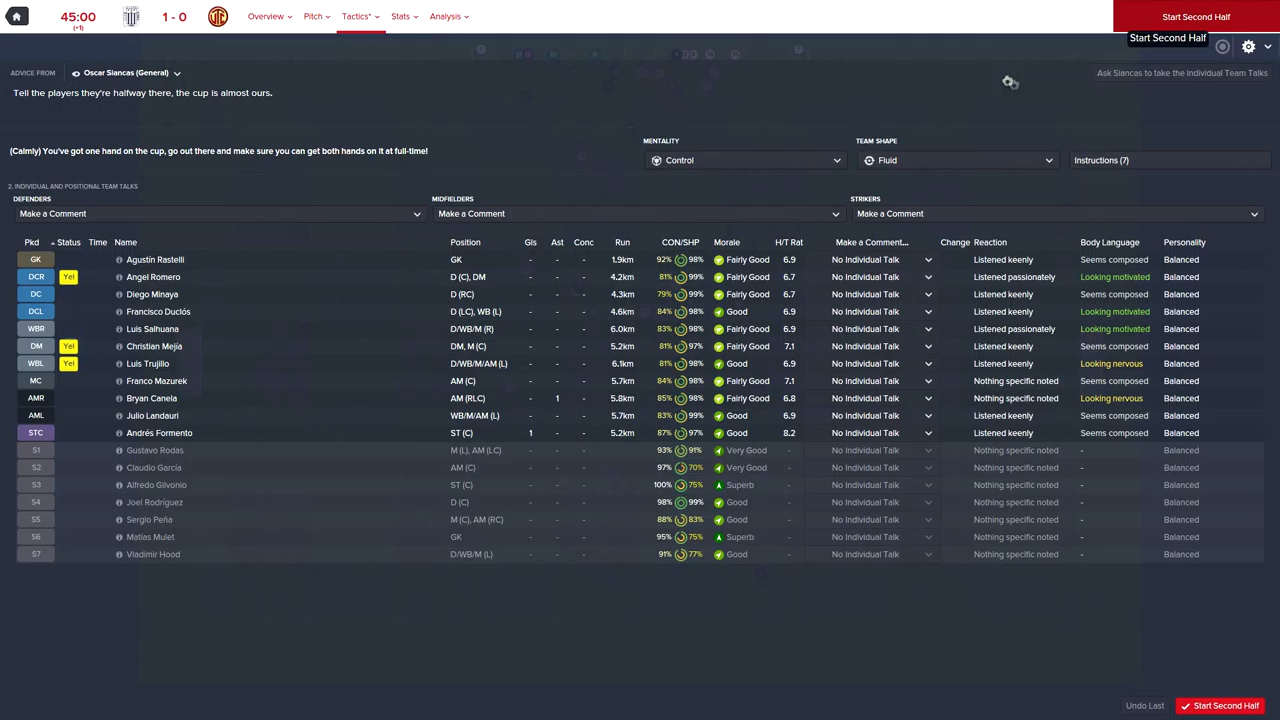 45:00 (+1) 1 - 0 Overview Pitch Tactics* Stats Analysis Start Second Half
Start Second Half
ADVICE FROM Oscar Siancas (General) Ask Siancas to take the Individual Team Talks
Tell the players they're halfway there, the cup is almost ours.
MENTALITY TEAM SHAPE
(Calmly) You've got one hand on the cup, go out there and make sure you can get both hands on it at full-time! Control Fluid Instructions (7)
2. INDIVIDUAL AND POSITIONAL TEAM TALKS
DEFENDERS MIDFIELDERS STRIKERS
Make a Comment Make a Comment Make a Comment
Pkd Status Time Name Position Gls Ast Conc Run CON/SHP Morale H/T Rat Make a Comment... Change Reaction Body Language Personality
GK Agustín Rastelli GK - - - 1.9km 92% 98% Fairly Good 6.9 No Individual Talk Listened keenly Seems composed Balanced
DCR Yel Angel Romero D (C), DM - - - 4.2km 81% 99% Fairly Good 6.7 No Individual Talk Listened passionately Looking motivated Balanced
DC Diego Minaya D (RC) - - - 4.3km 79% 99% Fairly Good 6.7 No Individual Talk Listened keenly Seems composed Balanced
DCL Francisco Duclós D (LC), WB (L) - - - 4.6km 84% 98% Good 6.9 No Individual Talk Listened keenly Looking motivated Balanced
WBR Luis Salhuana D/WB/M (R) - - - 6.0km 83% 98% Fairly Good 6.9 No Individual Talk Listened passionately Looking motivated Balanced
DM Yel Christian Mejía DM, M (C) - - - 5.2km 81% 97% Fairly Good 7.1 No Individual Talk Listened keenly Seems composed Balanced
WBL Yel Luis Trujillo D/WB/M/AM (L) - - - 6.1km 81% 98% Good 6.9 No Individual Talk Listened keenly Looking nervous Balanced
MC Franco Mazurek AM (C) - - - 5.7km 84% 98% Fairly Good 7.1 No Individual Talk Nothing specific noted Seems composed Balanced
AMR Bryan Canela AM (RLC) - 1 - 5.8km 85% 98% Fairly Good 6.8 No Individual Talk Nothing specific noted Looking nervous Balanced
AML Julio Landauri WB/M/AM (L) - - - 5.7km 83% 99% Good 6.9 No Individual Talk Listened keenly Seems composed Balanced
STC Andrés Formento ST (C) 1 - - 5.2km 87% 97% Good 8.2 No Individual Talk Listened keenly Seems composed Balanced
S1 Gustavo Rodas M (L), AM (LC) - - - 93% 91% Very Good - No Individual Talk Nothing specific noted - Balanced
S2 Claudio García AM (C) - - - 97% 70% Very Good - No Individual Talk Nothing specific noted - Balanced
S3 Alfredo Gilvonio ST (C) - - - 100% 75% Superb - No Individual Talk Nothing specific noted - Balanced
S4 Joel Rodríguez D (C) - - - 98% 99% Good - No Individual Talk Nothing specific noted - Balanced
S5 Sergio Peña M (C), AM (RC) - - - 88% 83% Good - No Individual Talk Nothing specific noted - Balanced
S6 Matías Mulet GK - - - 95% 75% Superb - No Individual Talk Nothing specific noted - Balanced
S7 Vladimir Hood D/WB/M (L) - - - 91% 77% Good - No Individual Talk Nothing specific noted - Balanced
Undo Last Start Second Half